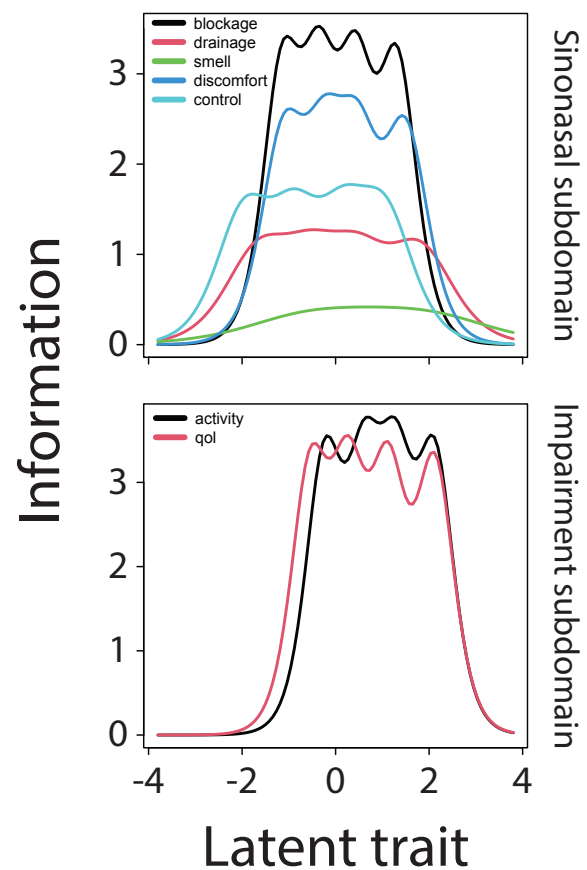 blockage
drainage
smell
discomfort
control
3
2
1
0
Sinonasal subdomain
Information
activity
qol
3
2
1
0
Impairment subdomain
-4 -2 0 2 4
Latent trait